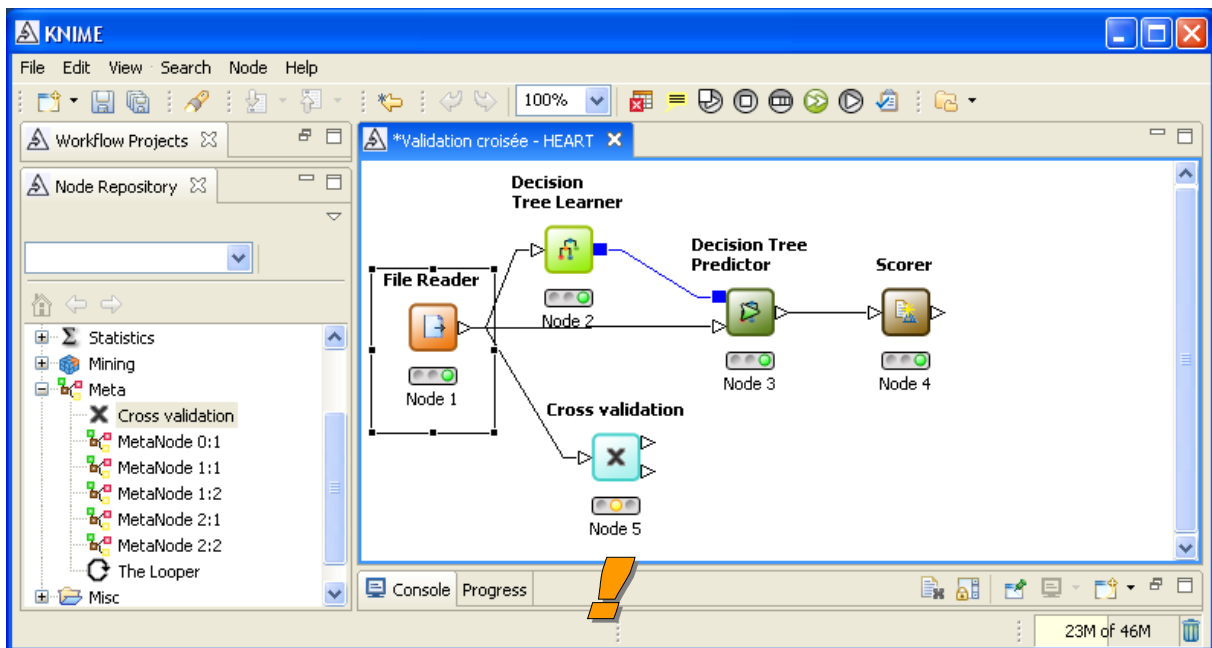 KNIME
File Edit View Search Node Help
100%
Workflow Projects
*Validation croisée - HEART
Node Repository
Decision
Tree Learner
Decision Tree
Predictor
Scorer
File Reader
Node 2
Node 1
Node 3
Node 4
Cross validation
Node 5
Statistics
Mining
Meta
Cross validation
MetaNode 0:1
MetaNode 1:1
MetaNode 1:2
MetaNode 2:1
MetaNode 2:2
The Looper
Misc
Console Progress
!
23M of 46M